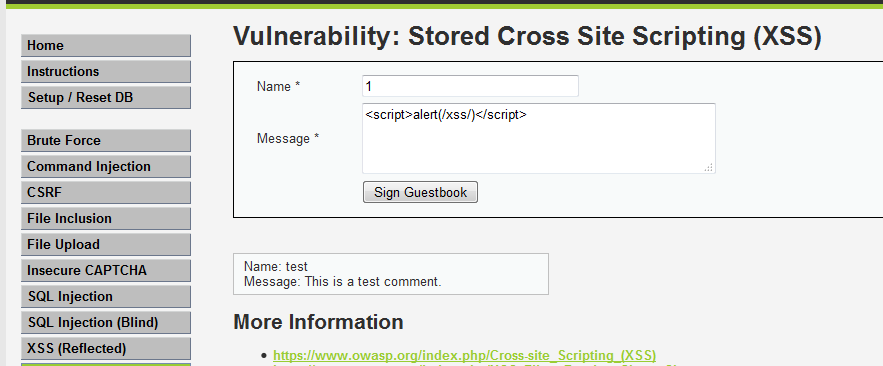 Vulnerability: Stored Cross Site Scripting (XSS)
Home
Instructions
Setup / Reset DB
Brute Force
Command Injection
CSRF
File Inclusion
File Upload
Insecure CAPTCHA
SQL Injection
SQL Injection (Blind)
XSS (Reflected)
Name * 1
Message * <script>alert(/xss/)</script>
Sign Guestbook
Name: test
Message: This is a test comment.
More Information
https://www.owasp.org/index.php/Cross-site_Scripting_(XSS)